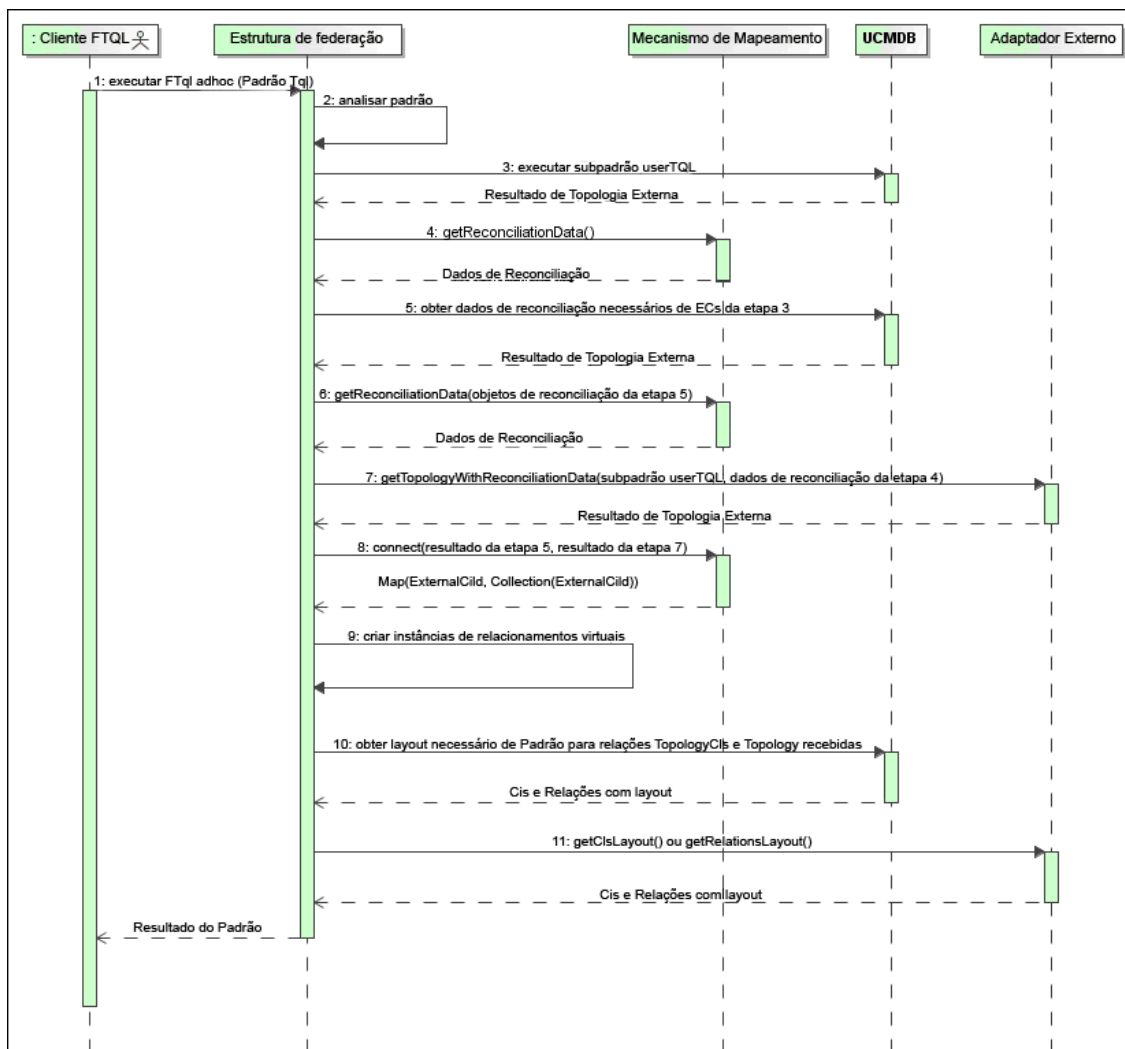 : Cliente FTQL
Estrutura de federação
Mecanismo de Mapeamento
UCMDB
Adaptador Externo
1: executar FTql adhoc (Padrão Tql)
2: analisar padrão
3: executar subpadrão userTQL
Resultado de Topologia Externa
4: getReconciliationData()
Dados de Reconciliação
5: obter dados de reconciliação necessários de ECs da etapa 3
Resultado de Topologia Externa
6: getReconciliationData(objetos de reconciliação da etapa 5)
Dados de Reconciliação
7: getTopologyWithReconciliationData(subpadrão userTQL, dados de reconciliação da etapa 4)
Resultado de Topologia Externa
8: connect(resultado da etapa 5, resultado da etapa 7)
Map(ExternalCiId, Collection(ExternalCiId))
9: criar instâncias de relacionamentos virtuais
10: obter layout necessário de Padrão para relações TopologyCIs e Topology recebidas
Cis e Relações com layout
11: getCIsLayout() ou getRelationsLayout()
Cis e Relações com layout
Resultado do Padrão